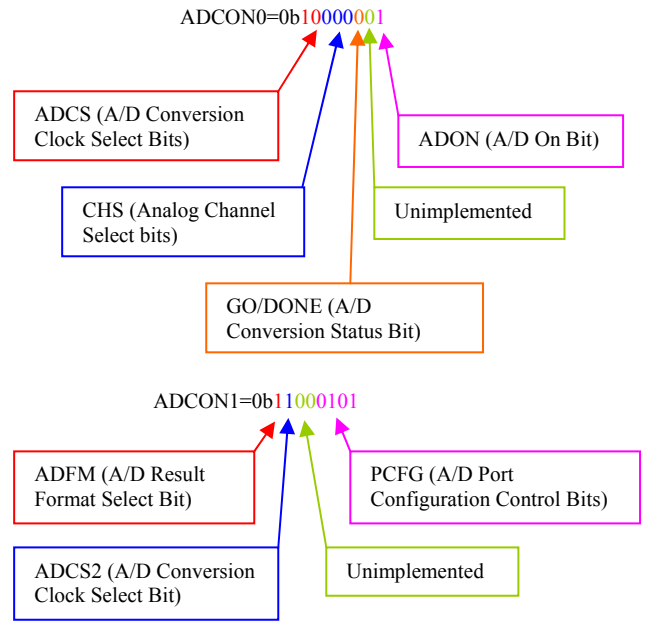 ADCON0=0b10000001
ADCS (A/D Conversion
Clock Select Bits)
ADON (A/D On Bit)
CHS (Analog Channel
Select bits)
Unimplemented
GO/DONE (A/D
Conversion Status Bit)
ADCON1=0b11000101
ADFM (A/D Result
Format Select Bit)
PCFG (A/D Port
Configuration Control Bits)
ADCS2 (A/D Conversion
Clock Select Bit)
Unimplemented